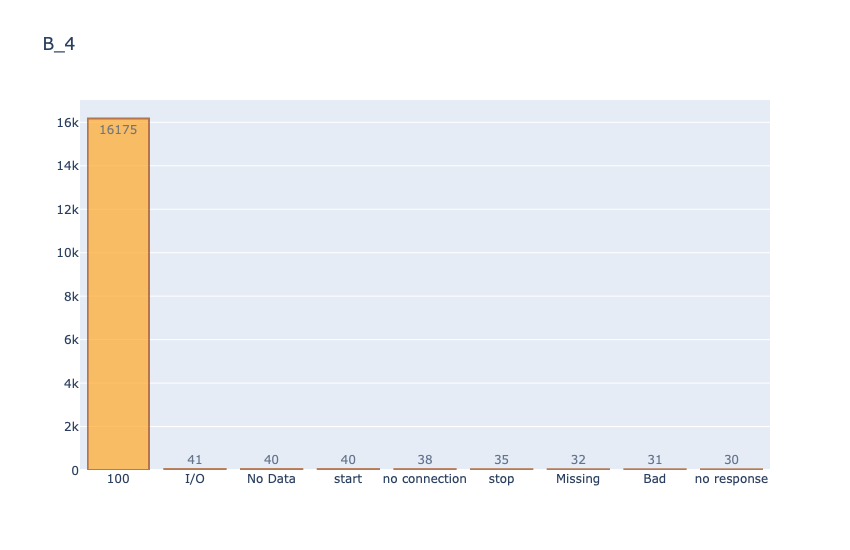 B_4
16k
14k
12k
10k
8k
6k
4k
2k
0
16175
41
40
40
38
35
32
31
30
100
I/O
No Data
start
no connection
stop
Missing
Bad
no response